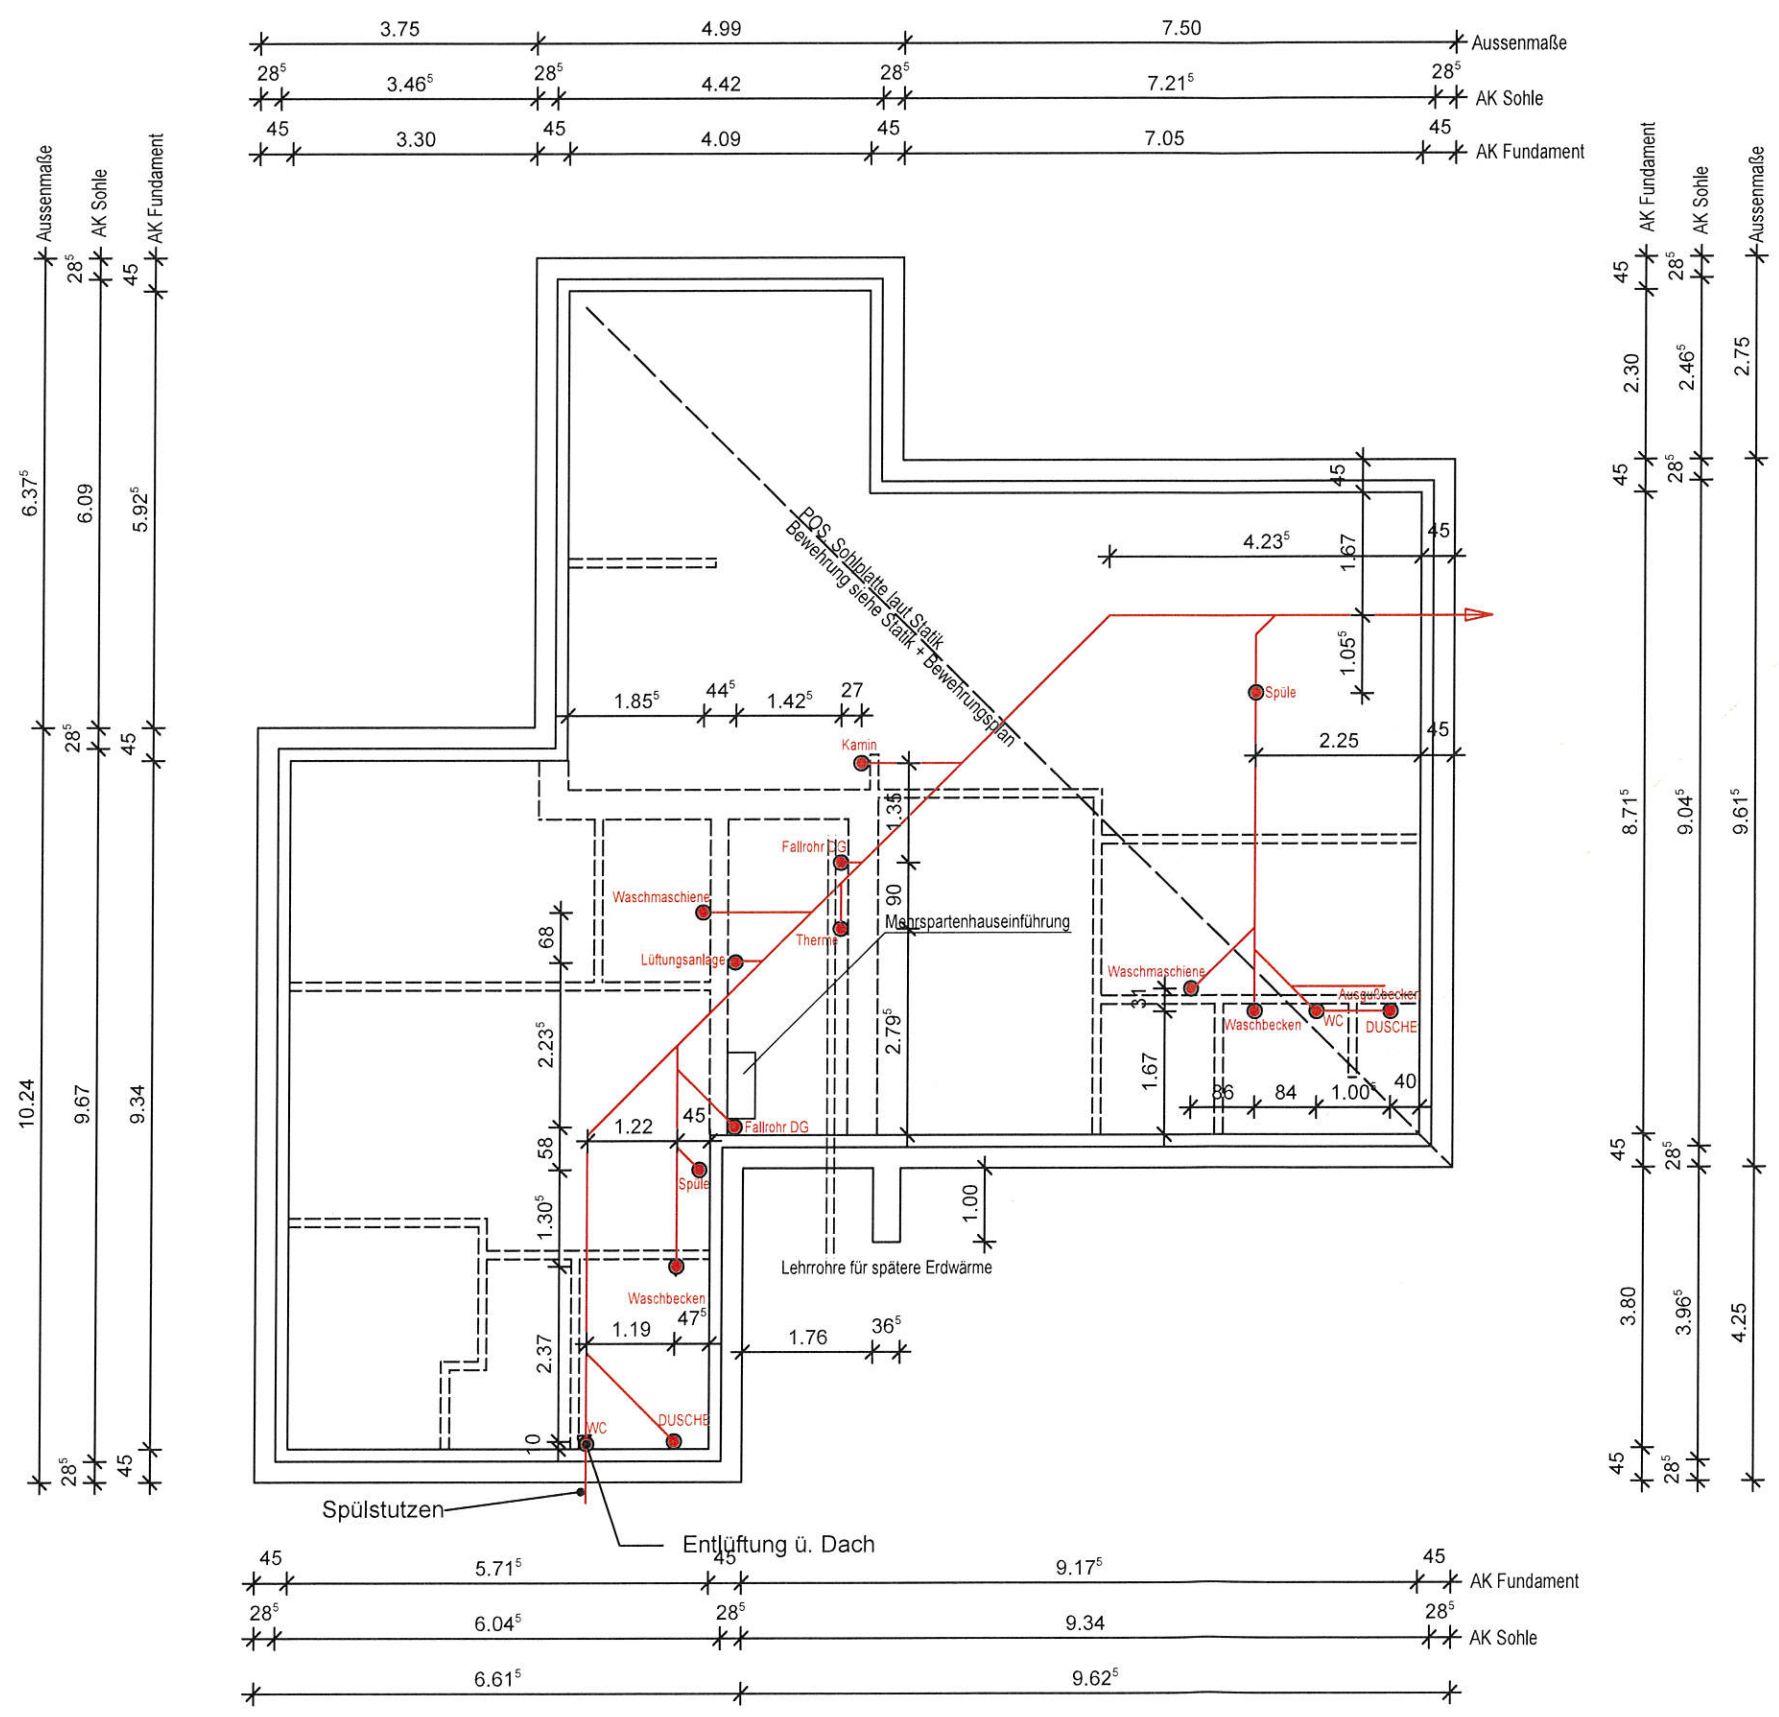 3.75 4.99 7.50 Aussenmaße
28⁵ 3.46⁵ 28⁵ 4.42 28⁵ 7.21⁵ 28⁵ AK Sohle
45 3.30 45 4.09 45 7.05 45 AK Fundament
Aussenmaße
6.37⁵
10.24
AK Sohle
28⁵
6.09
28⁵
9.67
28⁵
AK Fundament
45
5.92⁵
45
9.34
45
AK Fundament
45
2.30
45
8.71⁵
45
3.80
45
AK Sohle
28⁵
2.46⁵
28⁵
9.04⁵
28⁵
3.96⁵
28⁵
Aussenmaße
2.75
9.61⁵
4.25
PQS. Sohlplatte laut Statik
Bewehrung siehe Statik + Bewehrungsplan
45
1.67
1.05⁵
4.23⁵ 45
Spüle
2.25 45
1.85⁵ 44⁵ 1.42⁵ 27
Kamin
1.35
90
2.79⁵
Fallrohr DG
Waschmaschiene
Therme
Lüftungsanlage
Mehrspartenhauseinführung
68
2.23⁵
58
1.30⁵
2.37
10
Waschmaschiene
31
Ausgußbecken
Waschbecken
WC
DUSCHE
1.67
86 84 1.00⁵ 40
1.22 45
Fallrohr DG
Spüle
1.00
Lehrrohre für spätere Erdwärme
Waschbecken
1.19 47⁵
1.76 36⁵
WC
DUSCHE
Spülstutzen
Entlüftung ü. Dach
45 5.71⁵ 45 9.17⁵ 45 AK Fundament
28⁵ 6.04⁵ 28⁵ 9.34 28⁵ AK Sohle
6.61⁵ 9.62⁵